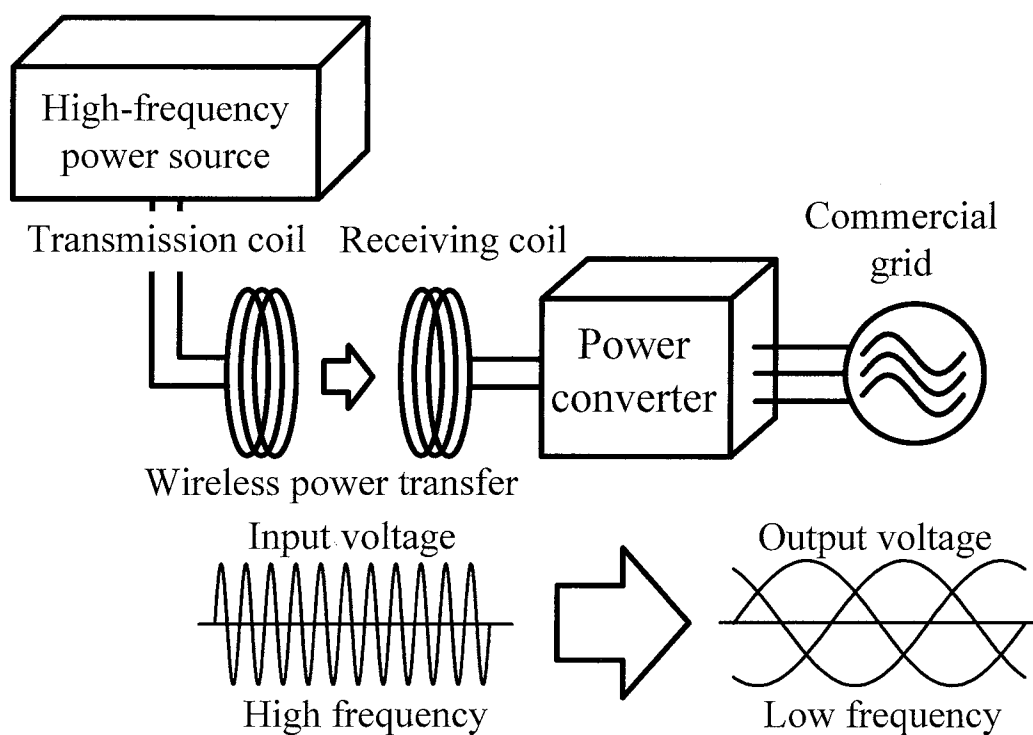 High-frequency
power source
Transmission coil
Receiving coil
Commercial
grid
Power
converter
Wireless power transfer
Input voltage
Output voltage
High frequency
Low frequency